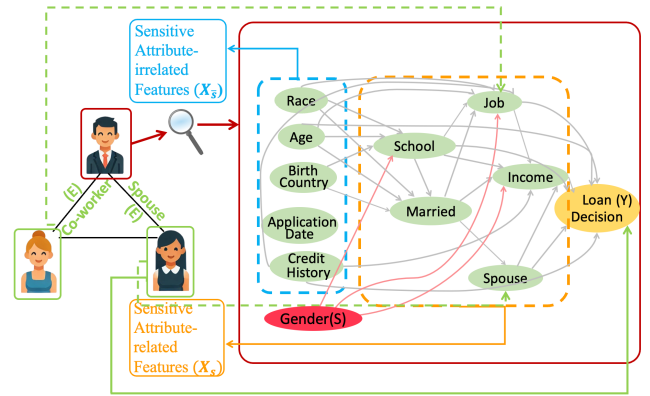 Sensitive
Attribute-
irrelated
Features (X_s̄)
Race
Age
Birth
Country
Application
Date
Credit
History
Gender(S)
School
Married
Job
Income
Spouse
Loan (Y)
Decision
(E)
Co-worker
Spouse
(E)
Sensitive
Attribute-
related
Features (X_s)